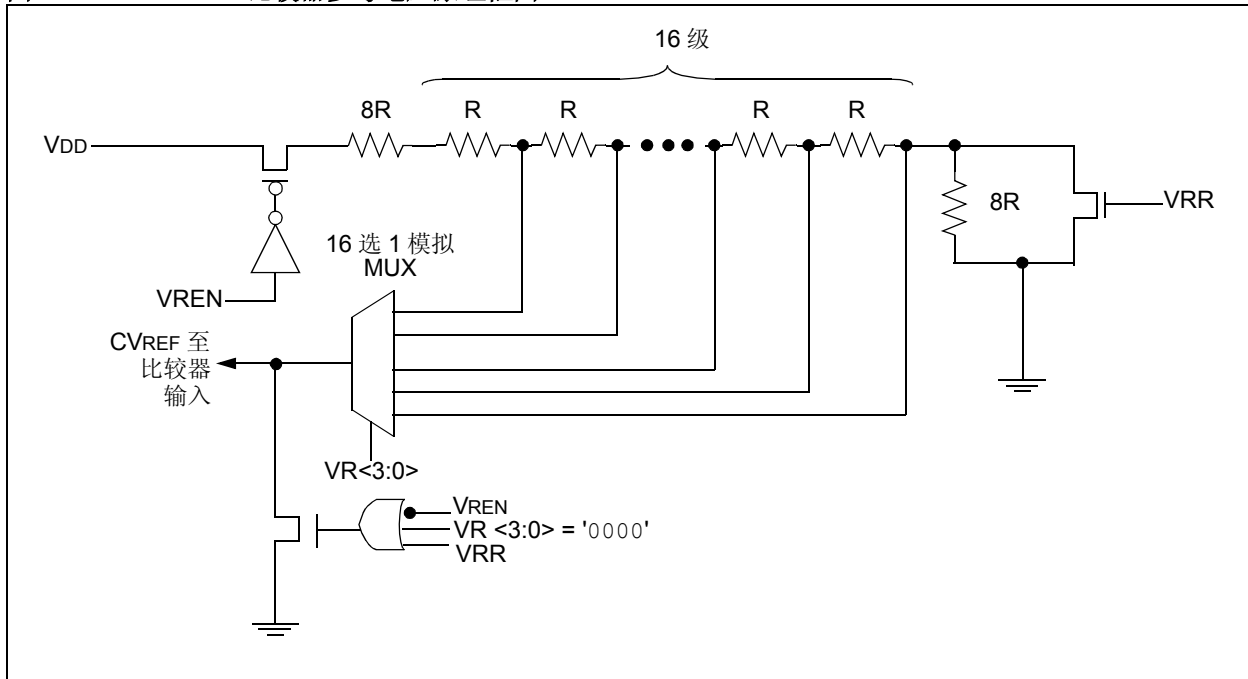 16 级
8R
R
R
R
R
VDD
8R
VRR
16 选 1 模拟
MUX
VREN
CVREF 至
比较器
输入
VR<3:0>
VREN
VR <3:0> = '0000'
VRR